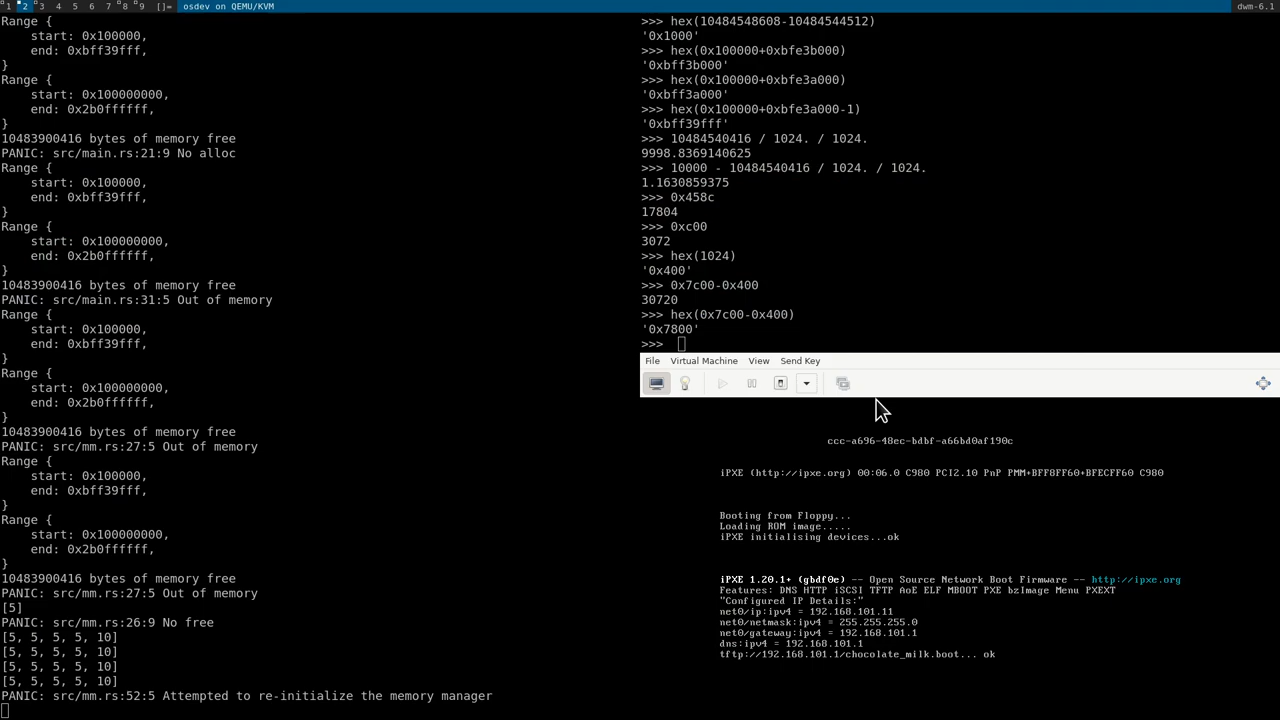 1 2 3 4 5 6 7 8 9 []= osdev on QEMU/KVM dwm-6.1
Range {
start: 0x100000,
end: 0xbff39fff,
}
Range {
start: 0x100000000,
end: 0x2b0ffffff,
}
10483900416 bytes of memory free
PANIC: src/main.rs:21:9 No alloc
Range {
start: 0x100000,
end: 0xbff39fff,
}
Range {
start: 0x100000000,
end: 0x2b0ffffff,
}
10483900416 bytes of memory free
PANIC: src/main.rs:31:5 Out of memory
Range {
start: 0x100000,
end: 0xbff39fff,
}
Range {
start: 0x100000000,
end: 0x2b0ffffff,
}
10483900416 bytes of memory free
PANIC: src/mm.rs:27:5 Out of memory
Range {
start: 0x100000,
end: 0xbff39fff,
}
Range {
start: 0x100000000,
end: 0x2b0ffffff,
}
10483900416 bytes of memory free
PANIC: src/mm.rs:27:5 Out of memory
[5]
PANIC: src/mm.rs:26:9 No free
[5, 5, 5, 5, 10]
[5, 5, 5, 5, 10]
[5, 5, 5, 5, 10]
[5, 5, 5, 5, 10]
PANIC: src/mm.rs:52:5 Attempted to re-initialize the memory manager
>>> hex(10484548608-10484544512)
'0x1000'
>>> hex(0x100000+0xbfe3b000)
'0xbff3b000'
>>> hex(0x100000+0xbfe3a000)
'0xbff3a000'
>>> hex(0x100000+0xbfe3a000-1)
'0xbff39fff'
>>> 10484540416 / 1024. / 1024.
9998.8369140625
>>> 10000 - 10484540416 / 1024. / 1024.
1.1630859375
>>> 0x458c
17804
>>> 0xc00
3072
>>> hex(1024)
'0x400'
>>> 0x7c00-0x400
30720
>>> hex(0x7c00-0x400)
'0x7800'
>>>
File Virtual Machine View Send Key
ccc-a696-48ec-bdbf-a66bd0af190c
iPXE (http://ipxe.org) 00:06.0 C980 PCI2.10 PnP PMM+BFF8FF60+BFECFF60 C980
Booting from Floppy...
Loading ROM image.....
iPXE initialising devices...ok
iPXE 1.20.1+ (gbdf0e) -- Open Source Network Boot Firmware -- http://ipxe.org
Features: DNS HTTP iSCSI TFTP AoE ELF MBOOT PXE bzImage Menu PXEXT
"Configured IP Details:"
net0/ip:ipv4 = 192.168.101.11
net0/netmask:ipv4 = 255.255.255.0
net0/gateway:ipv4 = 192.168.101.1
dns:ipv4 = 192.168.101.1
tftp://192.168.101.1/chocolate_milk.boot... ok